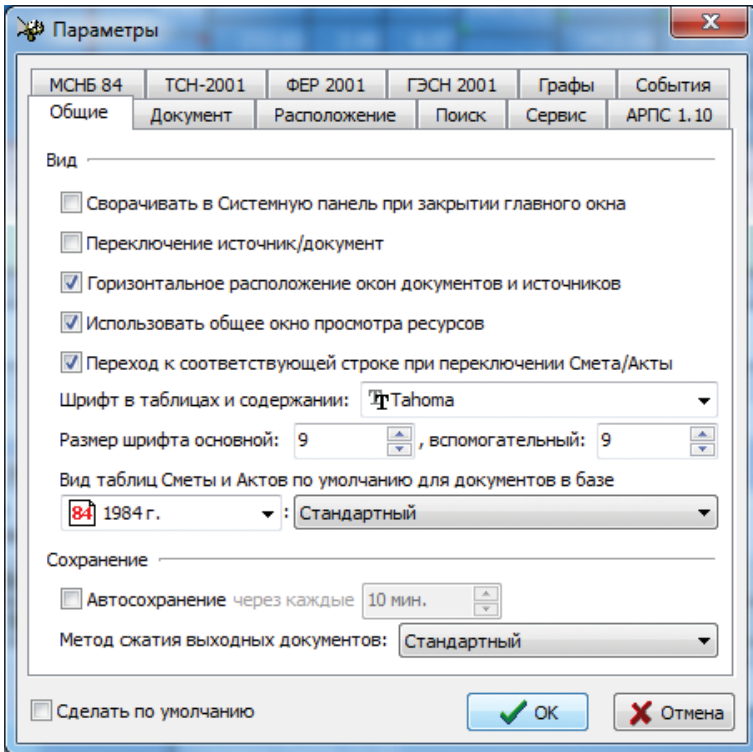 Параметры
МСНБ 84 ТСН-2001 ФЕР 2001 ГЭСН 2001 Графы События
Общие Документ Расположение Поиск Сервис АРПС 1.10
Вид
Сворачивать в Системную панель при закрытии главного окна
Переключение источник/документ
Горизонтальное расположение окон документов и источников
Использовать общее окно просмотра ресурсов
Переход к соответствующей строке при переключении Смета/Акты
Шрифт в таблицах и содержании: Tahoma
Размер шрифта основной: 9 , вспомогательный: 9
Вид таблиц Сметы и Актов по умолчанию для документов в базе
84 1984 г. : Стандартный
Сохранение
Автосохранение через каждые 10 мин.
Метод сжатия выходных документов: Стандартный
Сделать по умолчанию OK Отмена